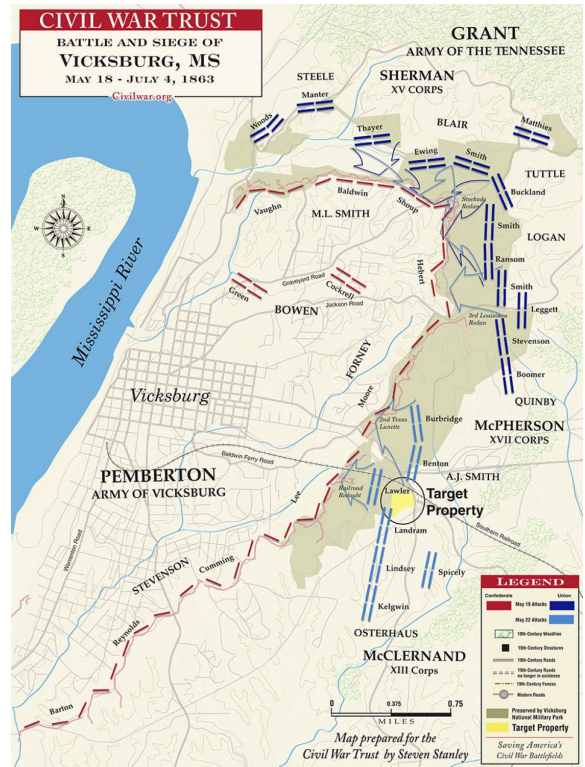 CIVIL WAR TRUST
BATTLE AND SIEGE OF
VICKSBURG, MS
MAY 18 - JULY 4, 1863
Civilwar.org
GRANT
ARMY OF THE TENNESSEE
SHERMAN
XV CORPS
STEELE
Manter
Woods
Thayer
BLAIR
Matthies
Ewing
Smith
TUTTLE
Buckland
Vaughn
Baldwin
Shoup
Stockade
Redan
M.L. SMITH
Smith
LOGAN
Ransom
Hebert
Green
Graveyard Road
Cockrell
Jackson Road
BOWEN
Smith
Leggett
3rd Louisiana
Redan
Stevenson
Boomer
QUINBY
McPHERSON
XVII CORPS
Mississippi River
N
E
S
W
FORNEY
Moore
Vicksburg
2nd Texas
Lunette
Burbridge
Baldwin Ferry Road
Benton
A.J. SMITH
PEMBERTON
ARMY OF VICKSBURG
Lee
Railroad
Redoubt
Lawler
Target
Property
Landram
Southern Railroad
Warrenton Road
STEVENSON
Cumming
Lindsey
Spicely
Kelgwin
Reynolds
OSTERHAUS
McCLERNAND
XIII Corps
Barton
0 0.375 0.75
MILES
Map prepared for the
Civil War Trust by Steven Stanley
LEGEND
Confederate Union
May 19 Attacks
May 22 Attacks
19th-Century Woodline
19th-Century Structures
19th-Century Roads
19th-Century Roads
no longer in existence
19th-Century Fences
Modern Roads
Preserved by Vicksburg
National Military Park
Target Property
Saving America's
Civil War Battlefields